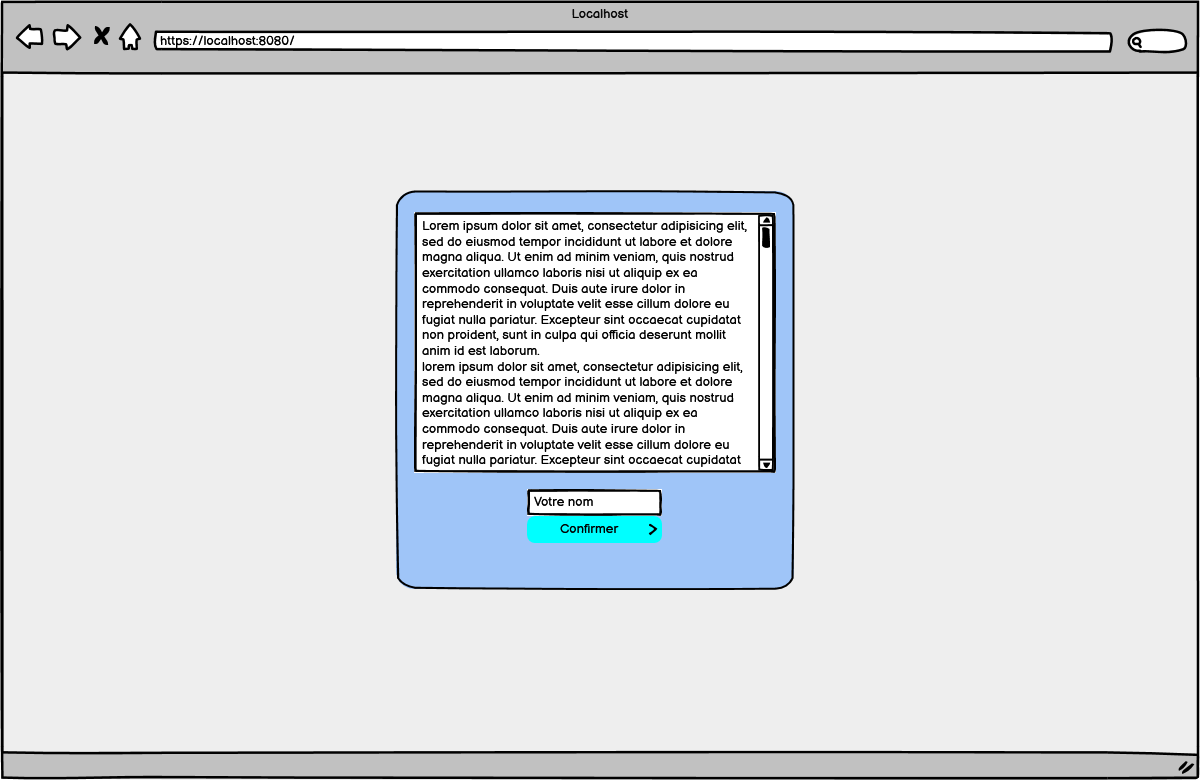 Localhost
https://localhost:8080/
Lorem ipsum dolor sit amet, consectetur adipisicing elit,
sed do eiusmod tempor incididunt ut labore et dolore
magna aliqua. Ut enim ad minim veniam, quis nostrud
exercitation ullamco laboris nisi ut aliquip ex ea
commodo consequat. Duis aute irure dolor in
reprehenderit in voluptate velit esse cillum dolore eu
fugiat nulla pariatur. Excepteur sint occaecat cupidatat
non proident, sunt in culpa qui officia deserunt mollit
anim id est laborum.
lorem ipsum dolor sit amet, consectetur adipisicing elit,
sed do eiusmod tempor incididunt ut labore et dolore
magna aliqua. Ut enim ad minim veniam, quis nostrud
exercitation ullamco laboris nisi ut aliquip ex ea
commodo consequat. Duis aute irure dolor in
reprehenderit in voluptate velit esse cillum dolore eu
fugiat nulla pariatur. Excepteur sint occaecat cupidatat
Votre nom
Confirmer